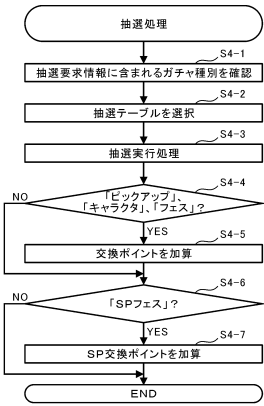 抽選処理
S4-1
抽選要求情報に含まれるガチャ種別を確認
S4-2
抽選テーブルを選択
S4-3
抽選実行処理
S4-4
「ピックアップ」、
「キャラクタ」、「フェス」？
NO
YES
S4-5
交換ポイントを加算
S4-6
「SPフェス」？
NO
YES
S4-7
SP交換ポイントを加算
END